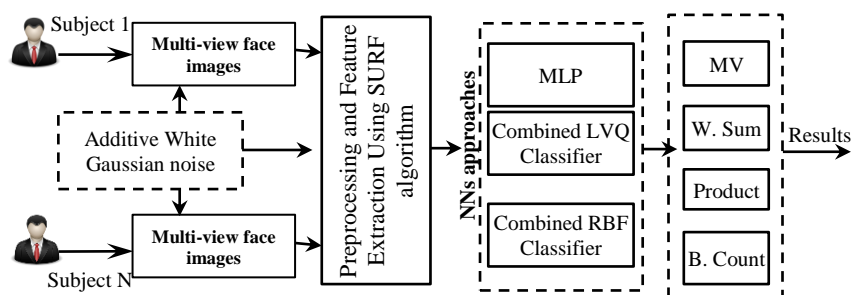 Subject 1
Multi-view face
images
Additive White
Gaussian noise
Multi-view face
images
Subject N
Preprocessing and Feature
Extraction Using SURF
algorithm
NNs approaches
MLP
Combined LVQ
Classifier
Combined RBF
Classifier
MV
W. Sum
Product
B. Count
Results